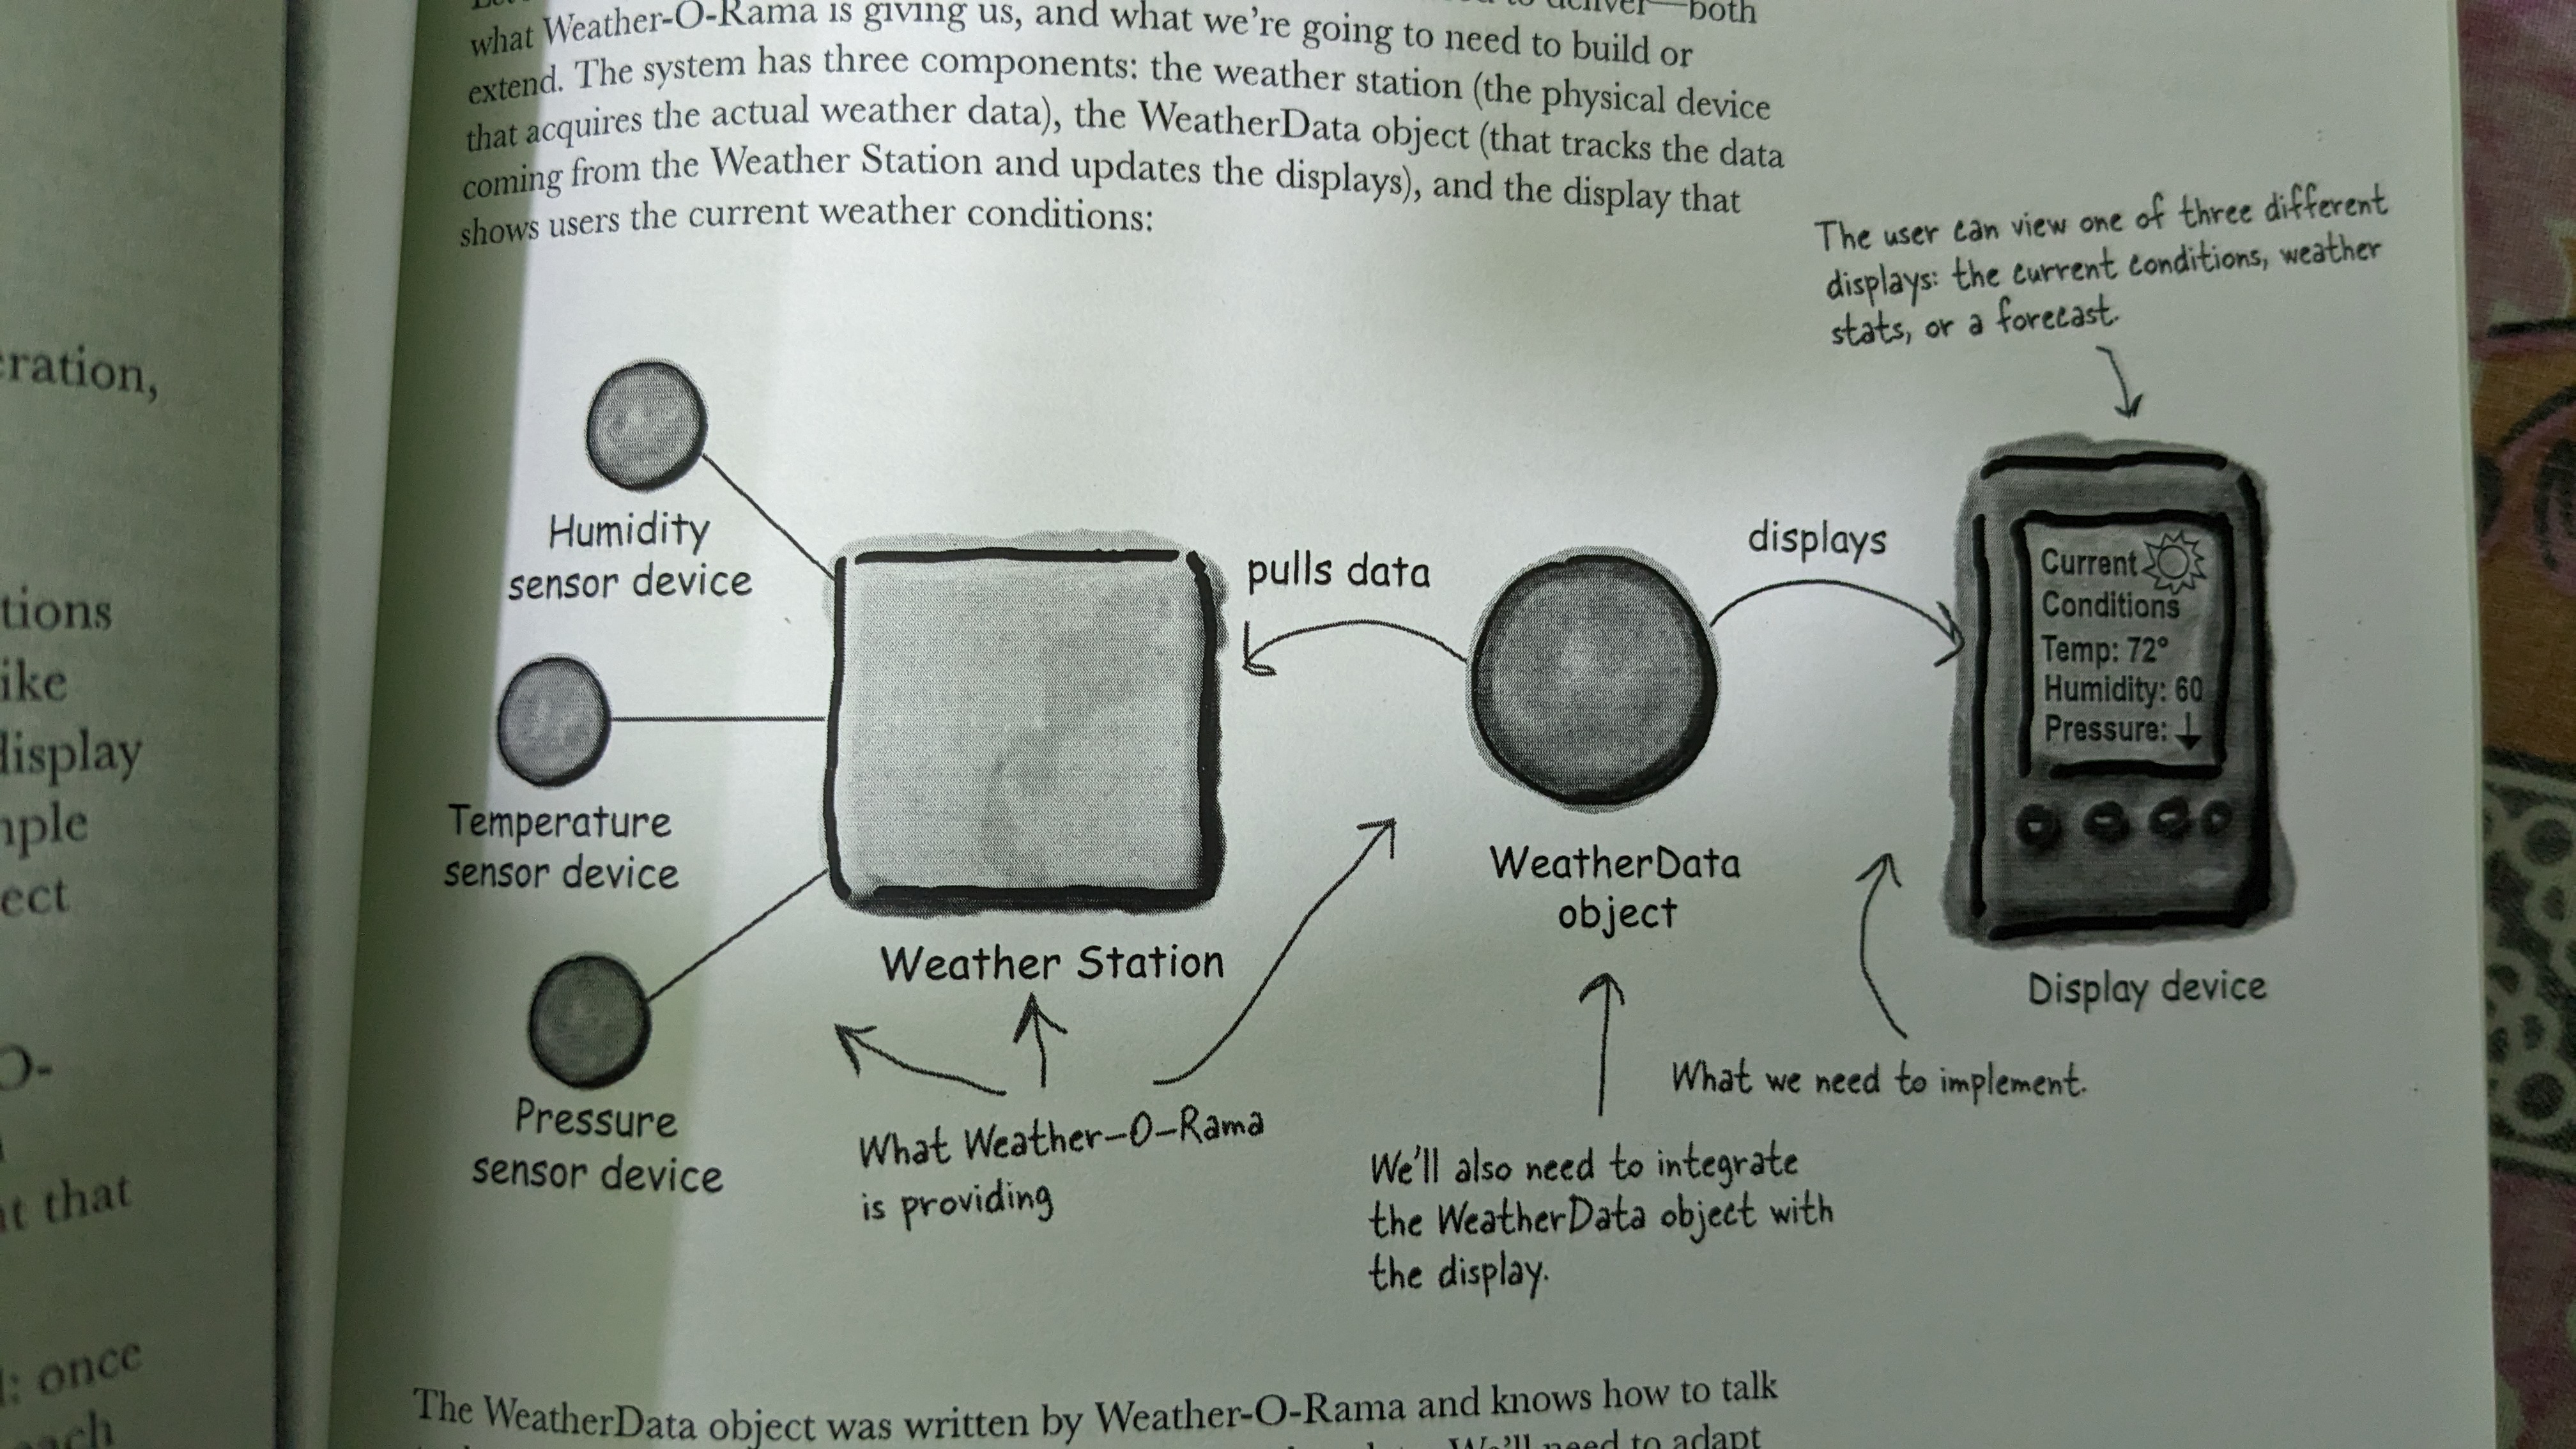 both
what Weather-O-Rama is giving us, and what we're going to need to build or
extend. The system has three components: the weather station (the physical device
that acquires the actual weather data), the WeatherData object (that tracks the data
coming from the Weather Station and updates the displays), and the display that
shows users the current weather conditions:
The user can view one of three different
displays: the current conditions, weather
stats, or a forecast.
Humidity
sensor device
Temperature
sensor device
Pressure
sensor device
Weather Station
pulls data
displays
WeatherData
object
Current
Conditions
Temp: 72°
Humidity: 60
Pressure: ↓
Display device
What Weather-O-Rama
is providing
What we need to implement.
We'll also need to integrate
the WeatherData object with
the display.
The WeatherData object was written by Weather-O-Rama and knows how to talk
We'll need to adapt
eration,
tions
ike
display
mple
ect
O-
t that
: once
each